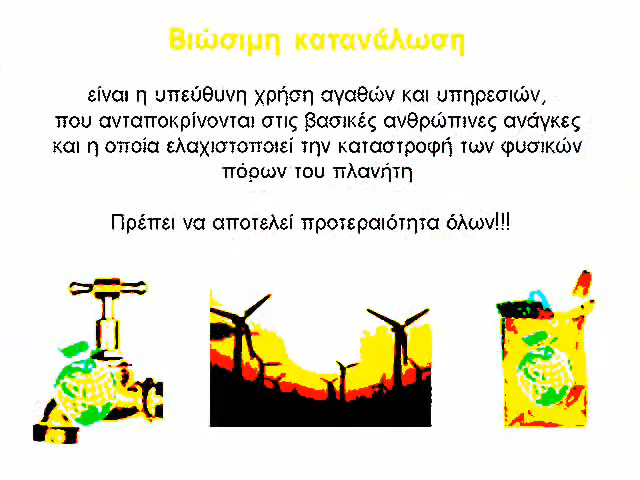 Βιώσιμη κατανάλωση
είναι η υπεύθυνη χρήση αγαθών και υπηρεσιών,
που ανταποκρίνονται στις βασικές ανθρώπινες ανάγκες
και η οποία ελαχιστοποιεί την καταστροφή των φυσικών
πόρων του πλανήτη
Πρέπει να αποτελεί προτεραιότητα όλων!!!